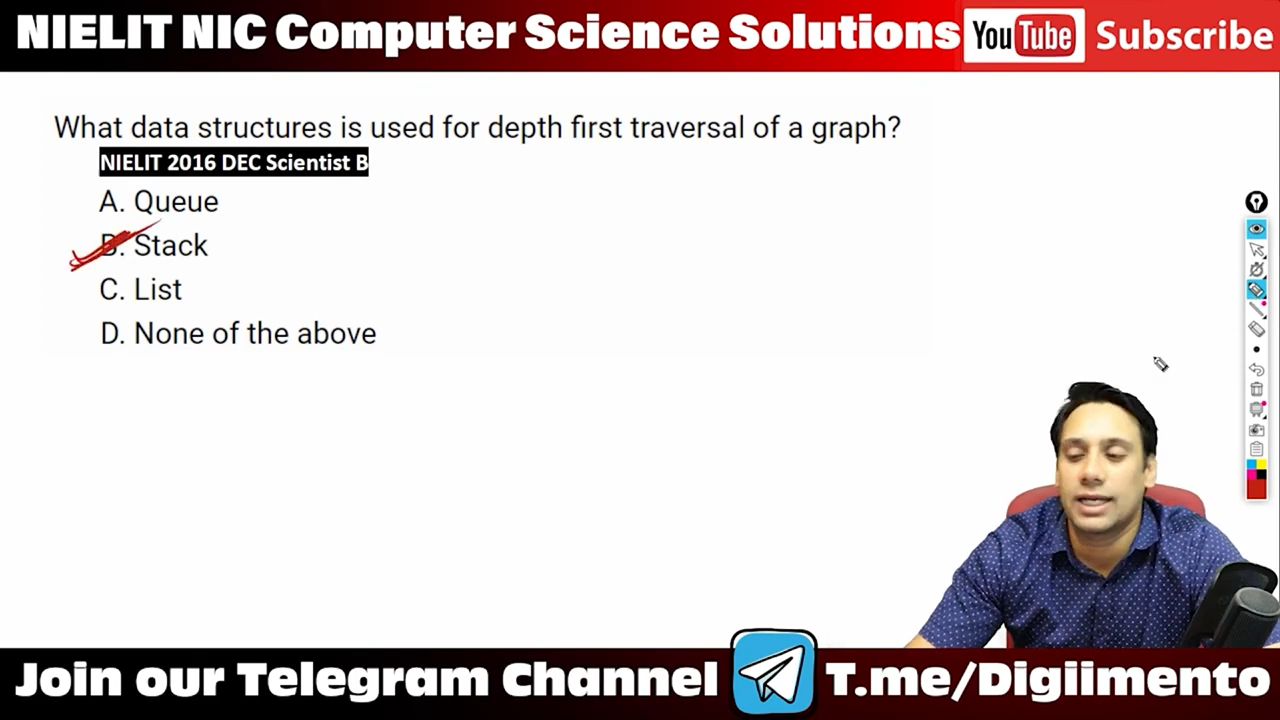 NIELIT NIC Computer Science Solutions YouTube Subscribe
What data structures is used for depth first traversal of a graph?
NIELIT 2016 DEC Scientist B
A. Queue
B. Stack
C. List
D. None of the above
Join our Telegram Channel T.me/Digiimento